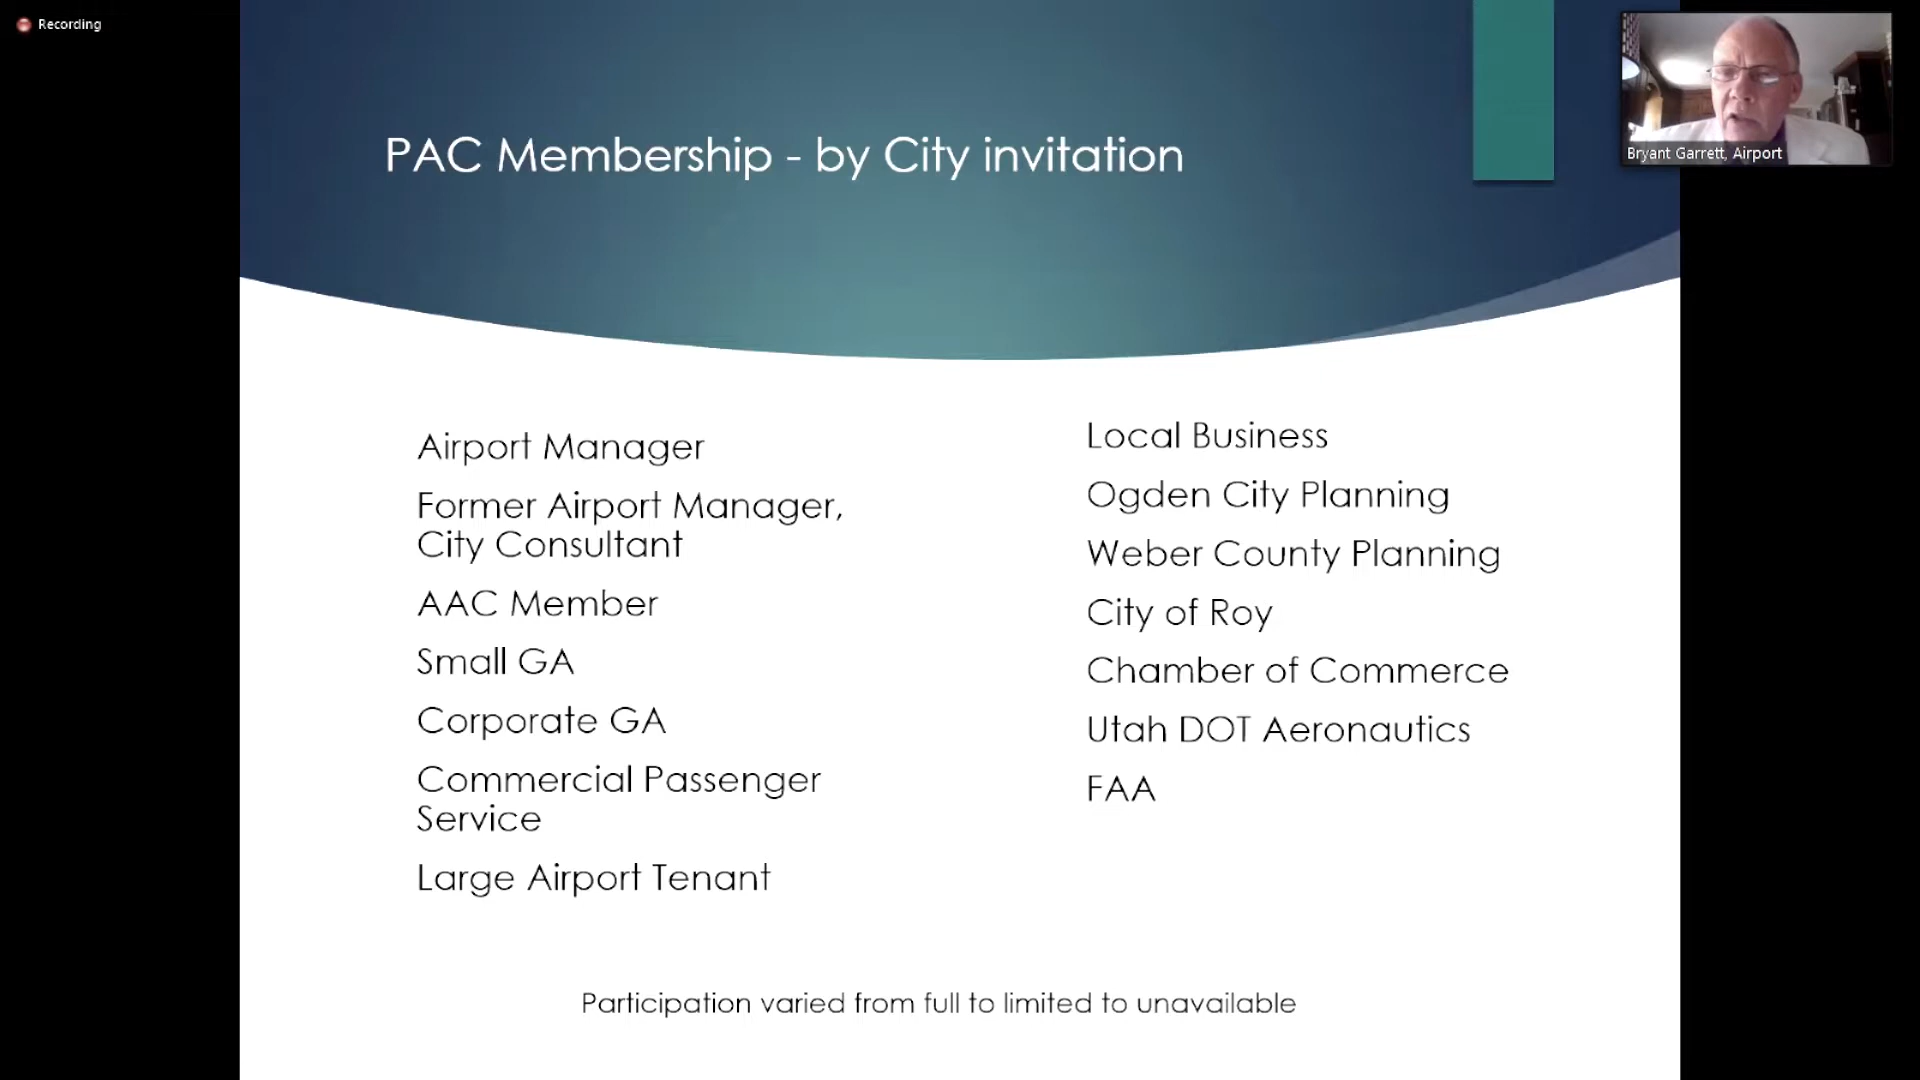 Recording
PAC Membership - by City invitation
Bryant Garrett, Airport
Airport Manager
Former Airport Manager,
City Consultant
AAC Member
Small GA
Corporate GA
Commercial Passenger
Service
Large Airport Tenant
Local Business
Ogden City Planning
Weber County Planning
City of Roy
Chamber of Commerce
Utah DOT Aeronautics
FAA
Participation varied from full to limited to unavailable